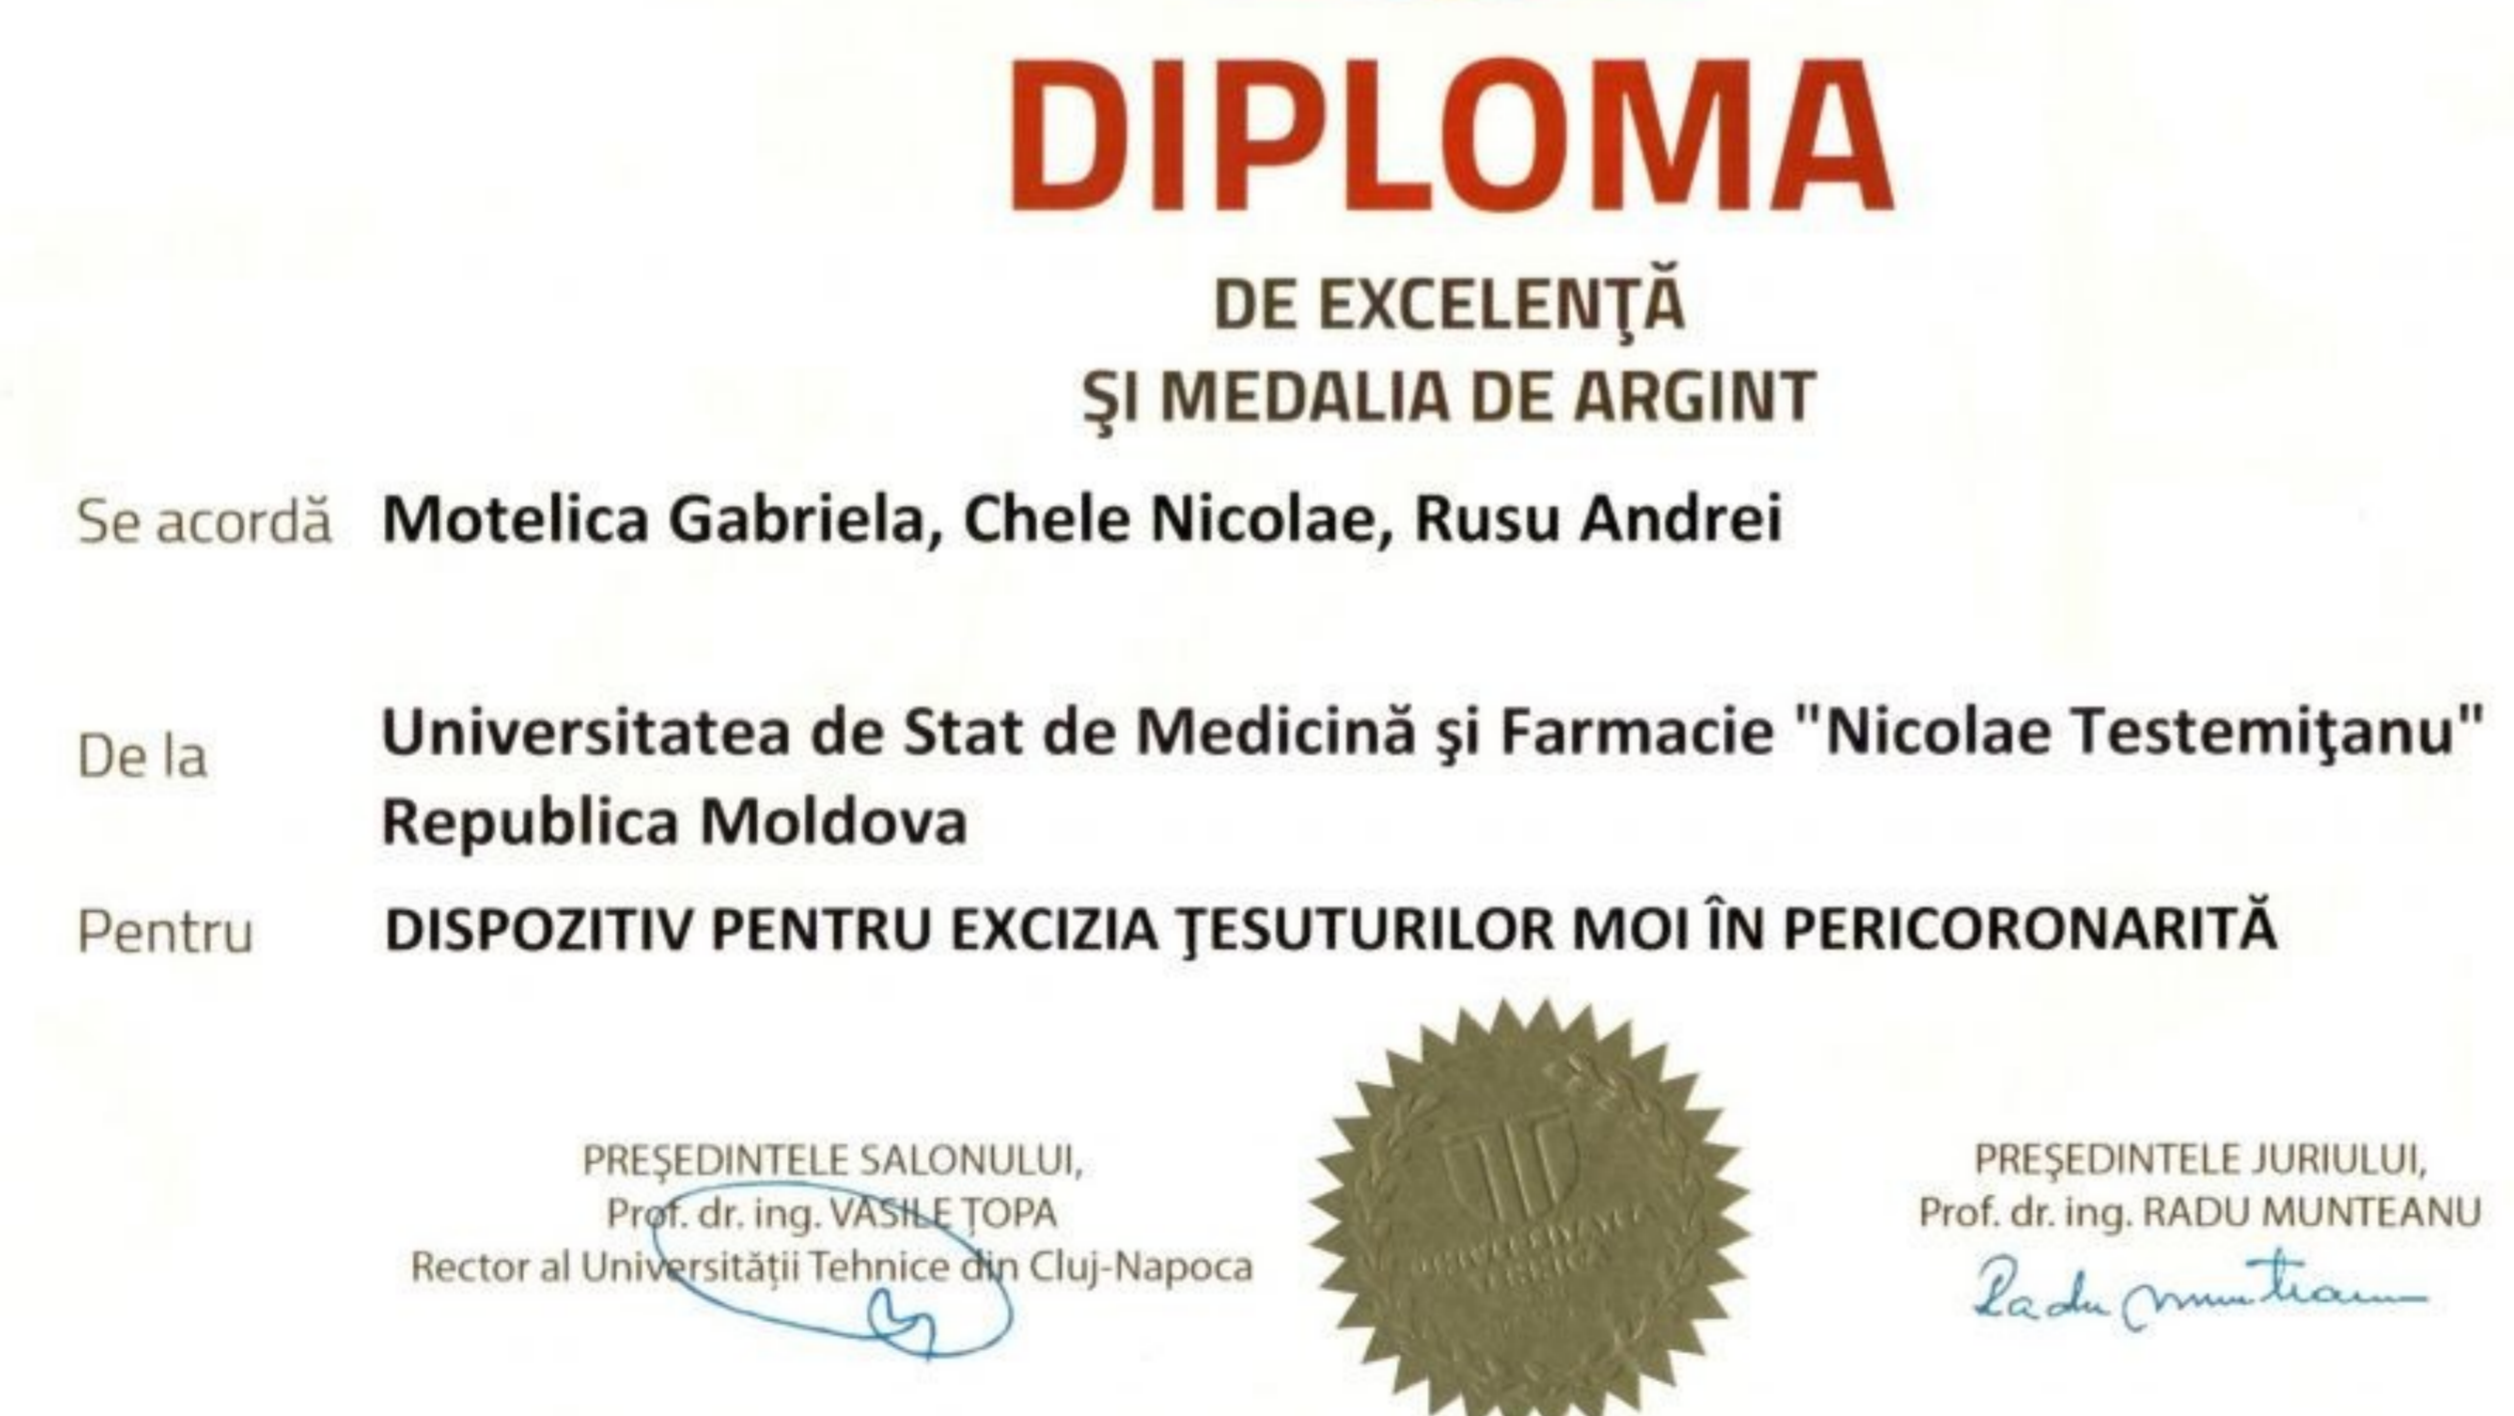 DIPLOMA
DE EXCELENŢĂ
ŞI MEDALIA DE ARGINT
Se acordă Motelica Gabriela, Chele Nicolae, Rusu Andrei
De la Universitatea de Stat de Medicină şi Farmacie "Nicolae Testemiţanu"
Republica Moldova
Pentru DISPOZITIV PENTRU EXCIZIA ŢESUTURILOR MOI ÎN PERICORONARITĂ
PREŞEDINTELE SALONULUI,
Prof. dr. ing. VASILE ŢOPA
Rector al Universității Tehnice din Cluj-Napoca
PREŞEDINTELE JURIULUI,
Prof. dr. ing. RADU MUNTEANU
Radu Munteanu
UNIVERSITATEA
TEHNICĂ